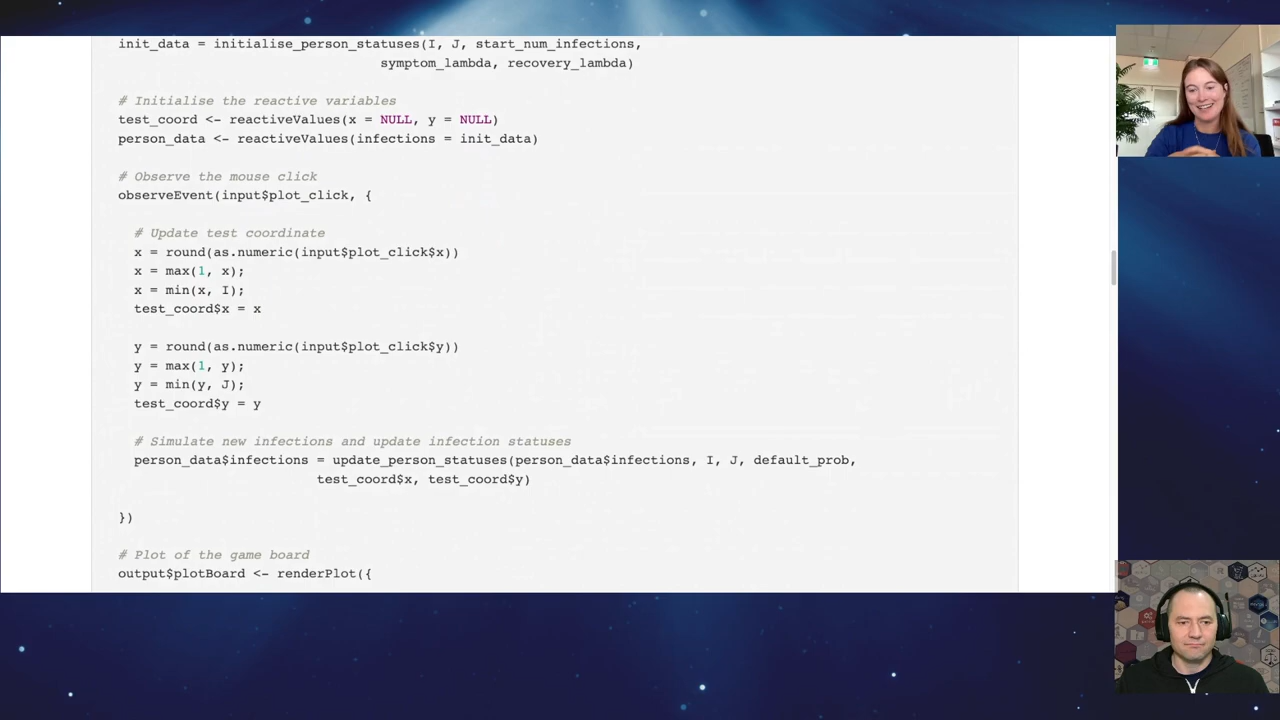 init_data = initialise_person_statuses(I, J, start_num_infections,
symptom_lambda, recovery_lambda)
# Initialise the reactive variables
test_coord <- reactiveValues(x = NULL, y = NULL)
person_data <- reactiveValues(infections = init_data)
# Observe the mouse click
observeEvent(input$plot_click, {
# Update test coordinate
x = round(as.numeric(input$plot_click$x))
x = max(1, x);
x = min(x, I);
test_coord$x = x
y = round(as.numeric(input$plot_click$y))
y = max(1, y);
y = min(y, J);
test_coord$y = y
# Simulate new infections and update infection statuses
person_data$infections = update_person_statuses(person_data$infections, I, J, default_prob,
test_coord$x, test_coord$y)
})
# Plot of the game board
output$plotBoard <- renderPlot({